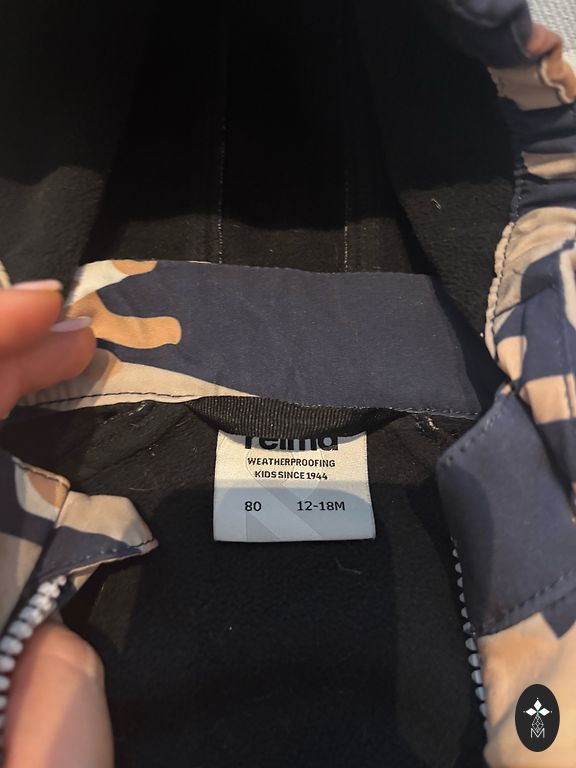 reima
WEATHERPROOFING
KIDS SINCE 1944
80 12-18M